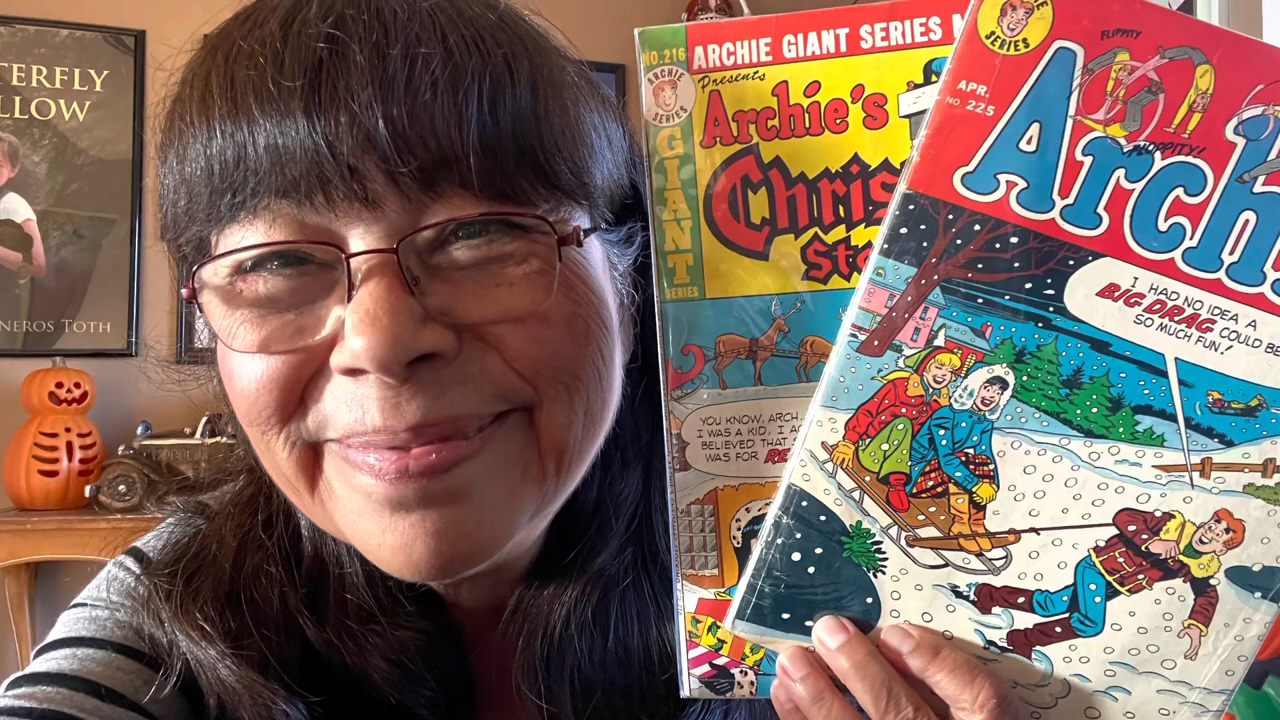 TERFLY
LLOW
NEROS TOTH
NO. 216
ARCHIE GIANT SERIES
ARCHIE
SERIES
Presents
Archie's
Chris
Sto
GIANT
SERIES
YOU KNOW, ARCH
I WAS A KID, I
BELIEVED THAT
WAS FOR RE
SERIES
APR.
NO. 225
FLIPPITY
FLOPPITY!
Arch
I HAD NO IDEA A
BIG DRAG COULD BE
SO MUCH FUN!